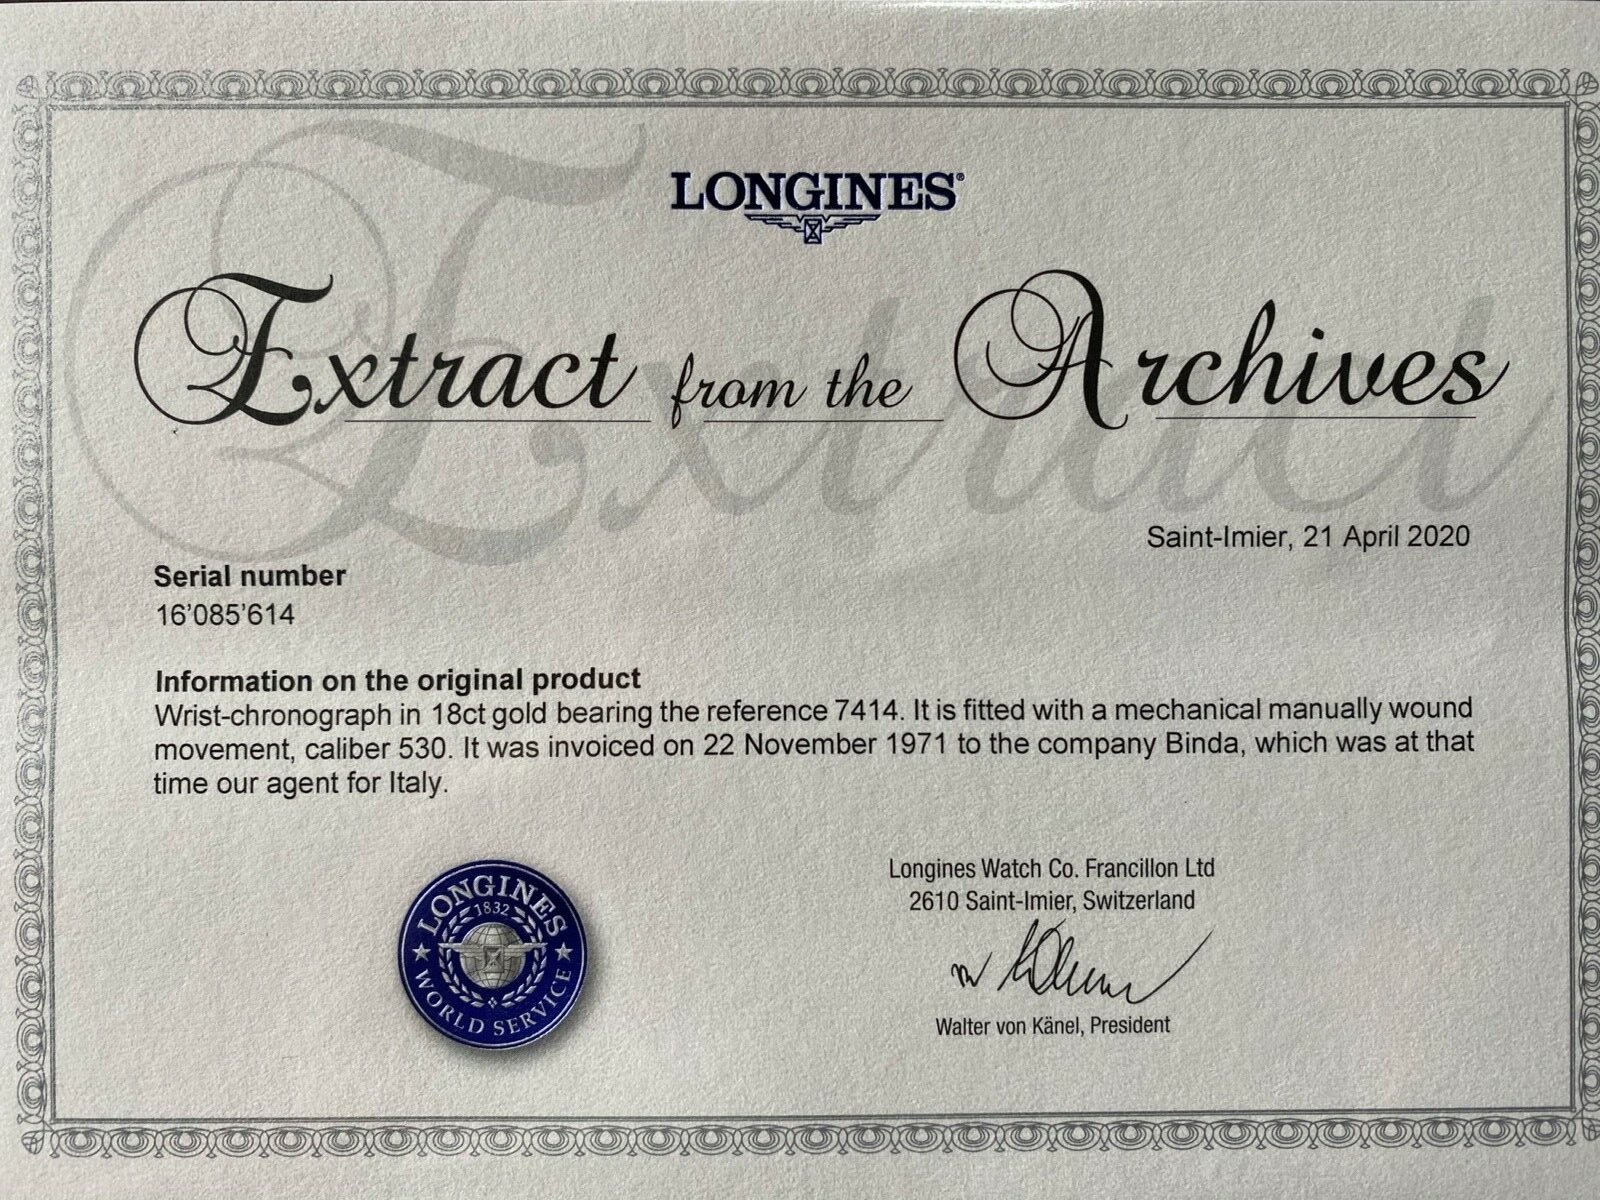 LONGINES®
Extract from the Archives
Extract
Saint-Imier, 21 April 2020
Serial number
16'085'614
Information on the original product
Wrist-chronograph in 18ct gold bearing the reference 7414. It is fitted with a mechanical manually wound
movement, caliber 530. It was invoiced on 22 November 1971 to the company Binda, which was at that
time our agent for Italy.
LONGINES
1832
WORLD SERVICE
Longines Watch Co. Francillon Ltd
2610 Saint-Imier, Switzerland
Walter von Känel, President